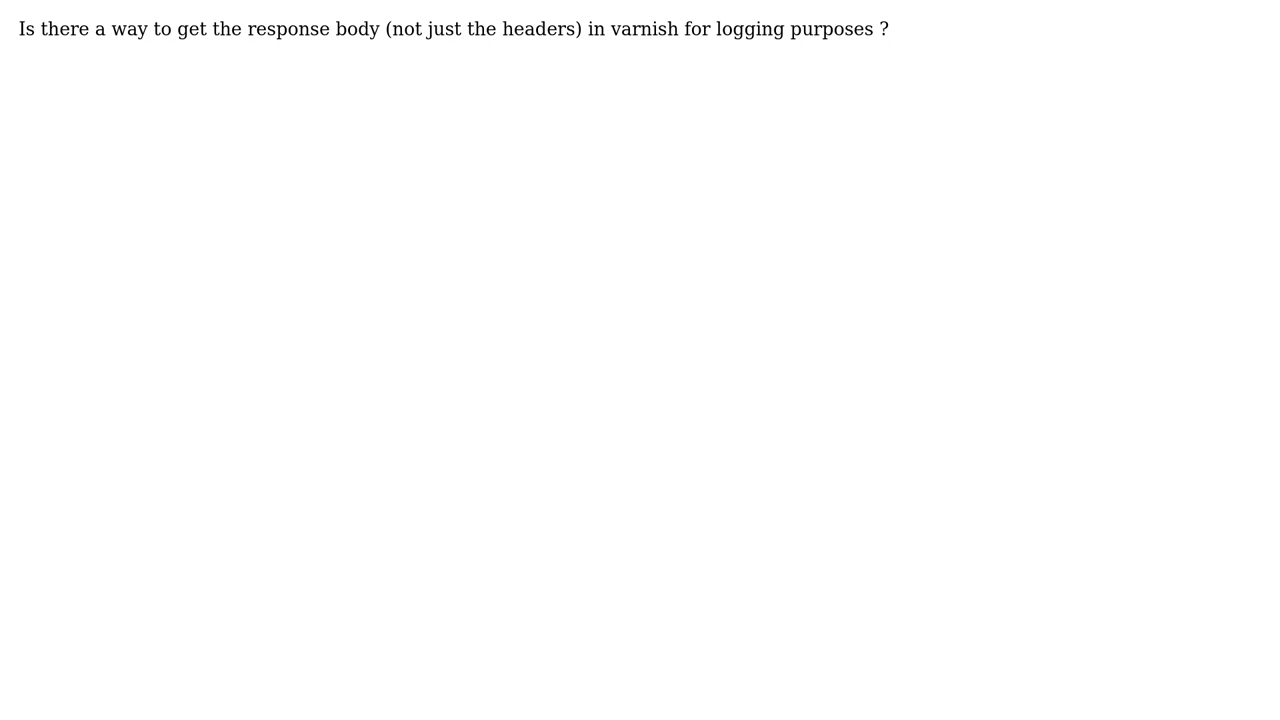 Is there a way to get the response body (not just the headers) in varnish for logging purposes ?